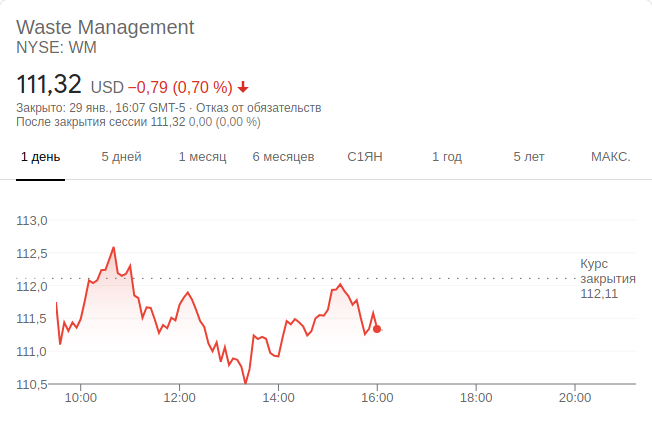 Waste Management
NYSE: WM
111,32 USD −0,79 (0,70 %)
Закрыто: 29 янв., 16:07 GMT-5 · Отказ от обязательств
После закрытия сессии 111,32 0,00 (0,00 %)
1 день 5 дней 1 месяц 6 месяцев С1ЯН 1 год 5 лет МАКС.
113,0
112,5
112,0
111,5
111,0
110,5
Курс
закрытия
112,11
10:00 12:00 14:00 16:00 18:00 20:00